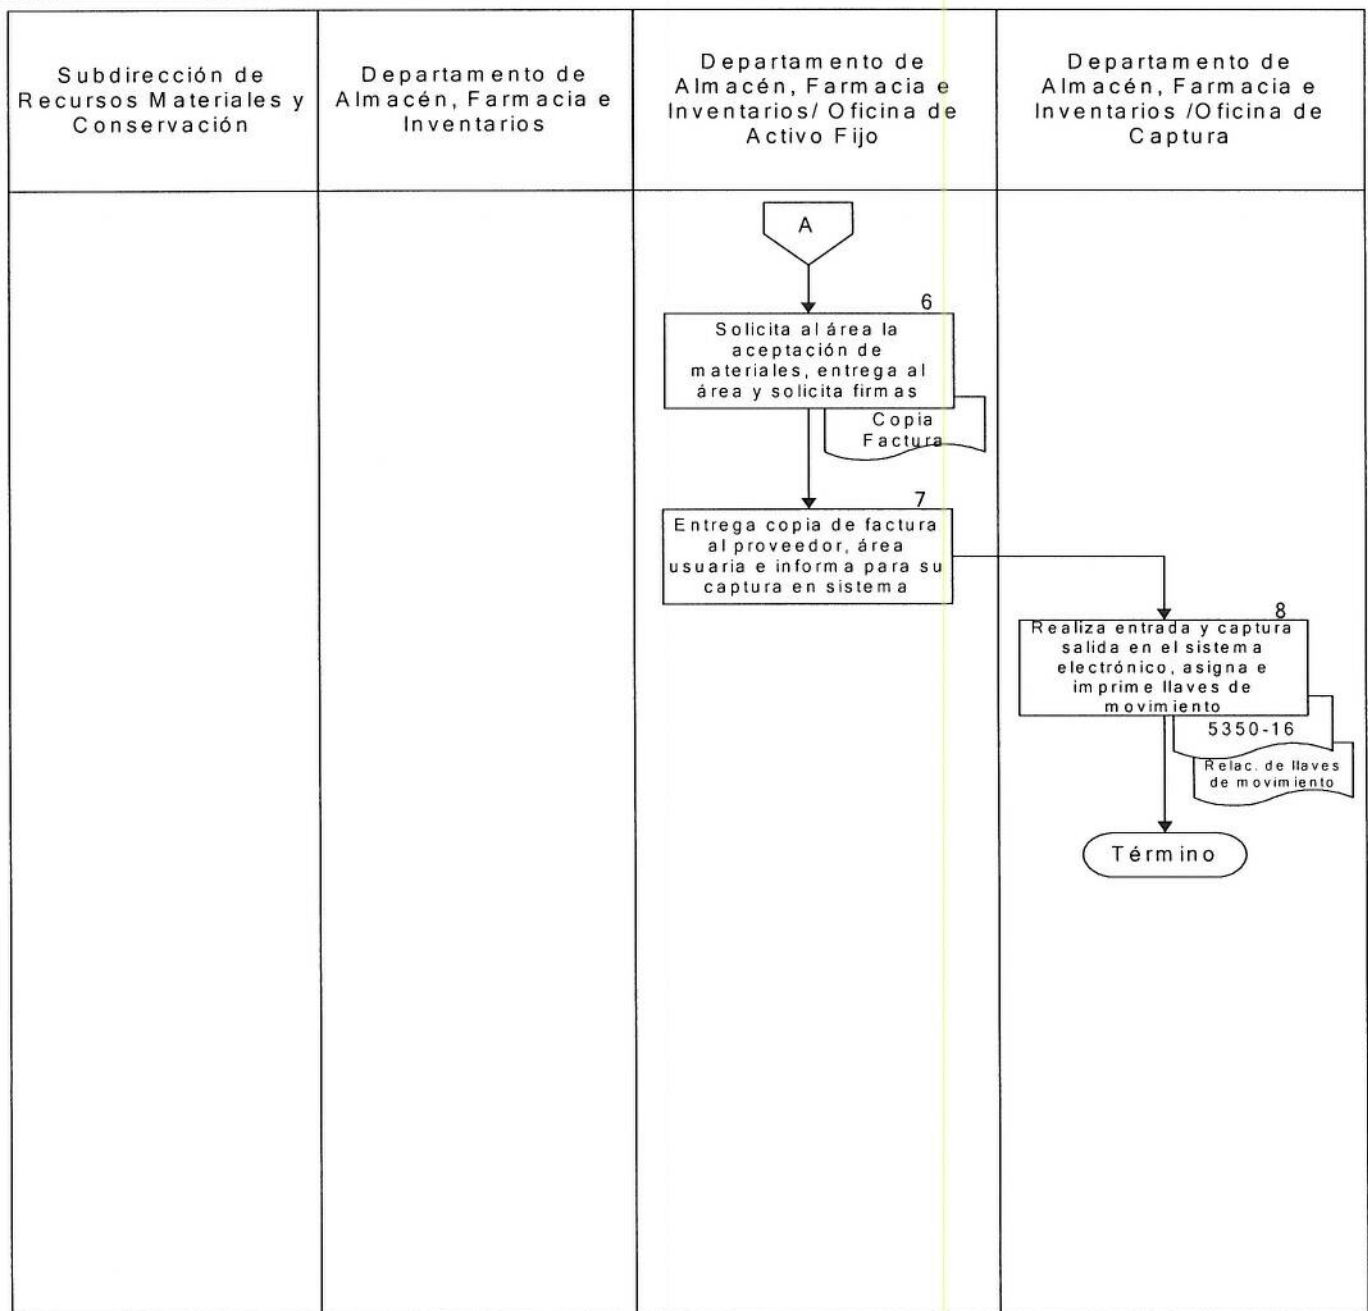 Subdirección de
Recursos Materiales y
Conservación
Departamento de
Almacén, Farmacia e
Inventarios
Departamento de
Almacén, Farmacia e
Inventarios/ Oficina de
Activo Fijo
Departamento de
Almacén, Farmacia e
Inventarios /Oficina de
Captura
A
6
Solicita al área la
aceptación de
materiales, entrega al
área y solicita firmas
Copia
Factura
7
Entrega copia de factura
al proveedor, área
usuaria e informa para su
captura en sistema
8
Realiza entrada y captura
salida en el sistema
electrónico, asigna e
imprime llaves de
movimiento
5350-16
Relac. de llaves
de movimiento
Término